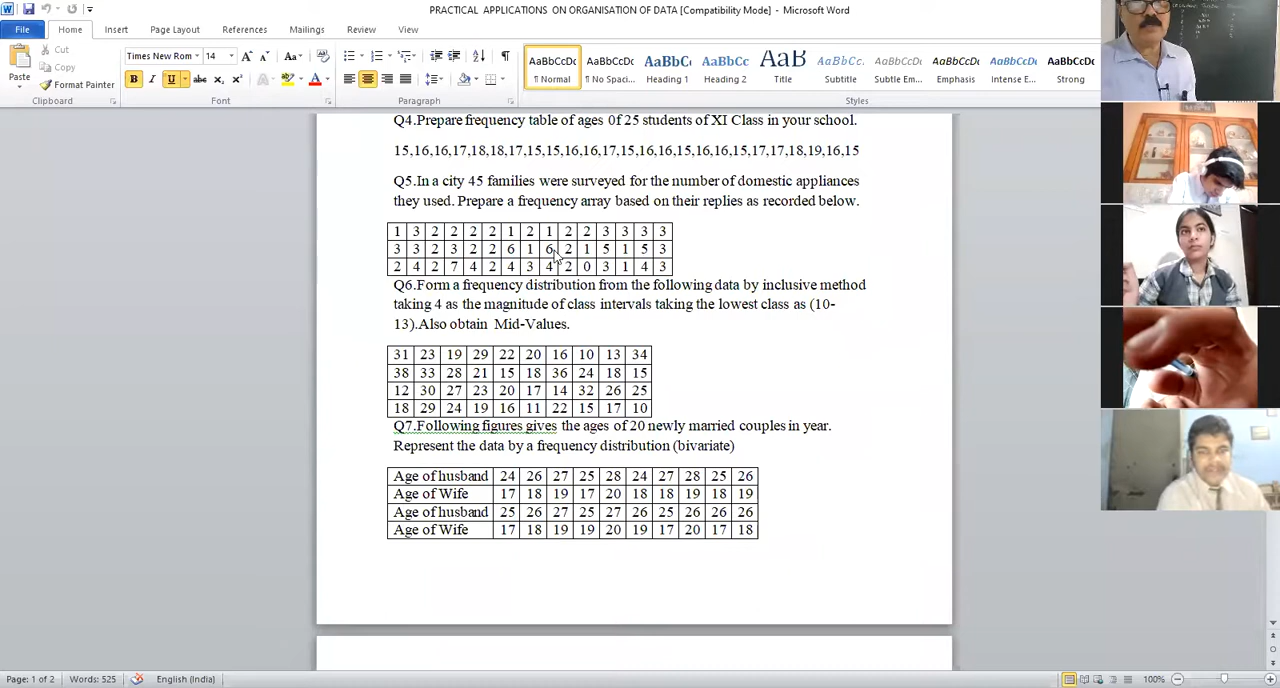 PRACTICAL APPLICATIONS ON ORGANISATION OF DATA [Compatibility Mode] - Microsoft Word
File Home Insert Page Layout References Mailings Review View
Paste
Cut
Copy
Format Painter
Times New Rom 14
B I U abc
Clipboard
Font
Paragraph
Styles
AaBbCcDc AaBbCcDc AaBbC AaBbCc AaB AaBbCcL AaBbCcDa AaBbCcDa AaBbCcDa AaBbCcDc
¶ Normal ¶ No Spaci... Heading 1 Heading 2 Title Subtitle Subtle Em... Emphasis Intense E... Strong
Q4.Prepare frequency table of ages 0f 25 students of XI Class in your school.
15,16,16,17,18,18,17,15,15,16,16,17,15,16,16,15,16,16,15,17,17,18,19,16,15
Q5.In a city 45 families were surveyed for the number of domestic appliances
they used. Prepare a frequency array based on their replies as recorded below.
1 3 2 2 2 2 1 2 1 2 2 3 3 3 3
3 3 2 3 2 2 6 1 6 2 1 5 1 5 3
2 4 2 7 4 2 4 3 4 2 0 3 1 4 3
Q6.Form a frequency distribution from the following data by inclusive method
taking 4 as the magnitude of class intervals taking the lowest class as (10-
13).Also obtain Mid-Values.
31 23 19 29 22 20 16 10 13 34
38 33 28 21 15 18 36 24 18 15
12 30 27 23 20 17 14 32 26 25
18 29 24 19 16 11 22 15 17 10
Q7.Following figures gives the ages of 20 newly married couples in year.
Represent the data by a frequency distribution (bivariate)
Age of husband 24 26 27 25 28 24 27 28 25 26
Age of Wife 17 18 19 17 20 18 18 19 18 19
Age of husband 25 26 27 25 27 26 25 26 26 26
Age of Wife 17 18 19 19 20 19 17 20 17 18
Page: 1 of 2 Words: 525 English (India) 100%